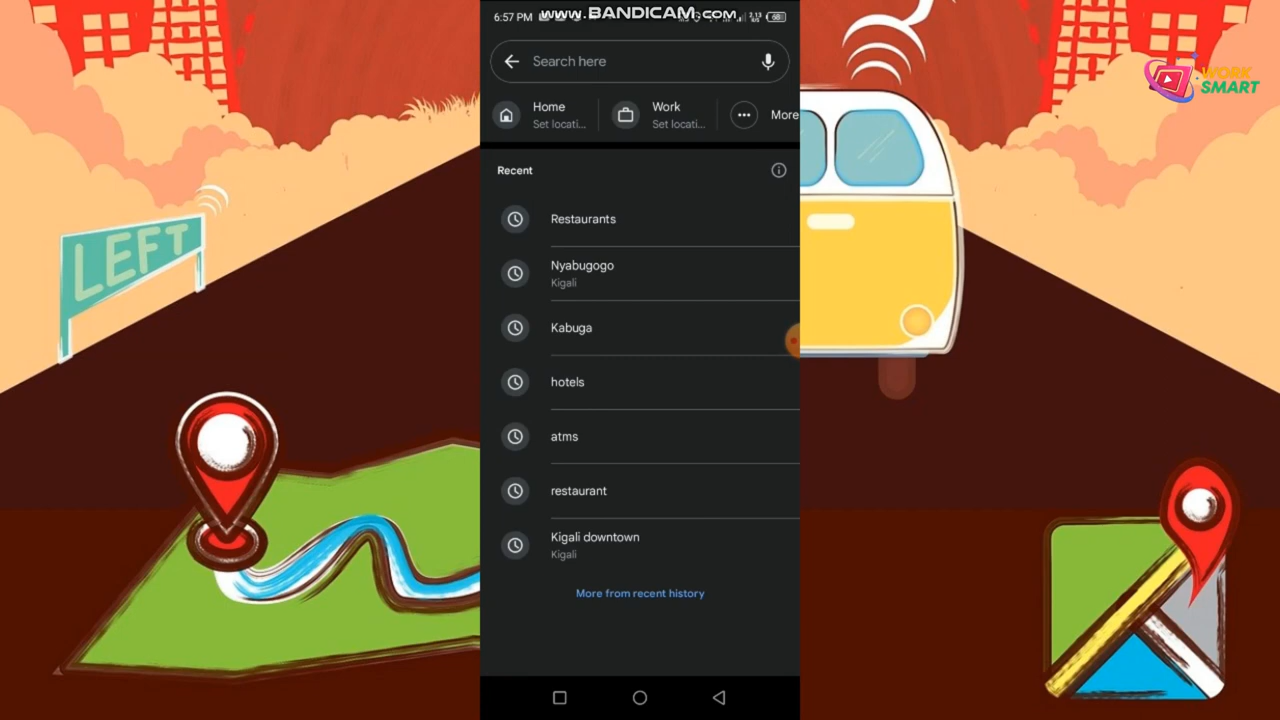 6:57 PM
www.BANDICAM.com
68
Search here
WORK
SMART
Home
Set locati...
Work
Set locati...
More
Recent
Restaurants
LEFT
Nyabugogo
Kigali
Kabuga
hotels
atms
restaurant
Kigali downtown
Kigali
More from recent history